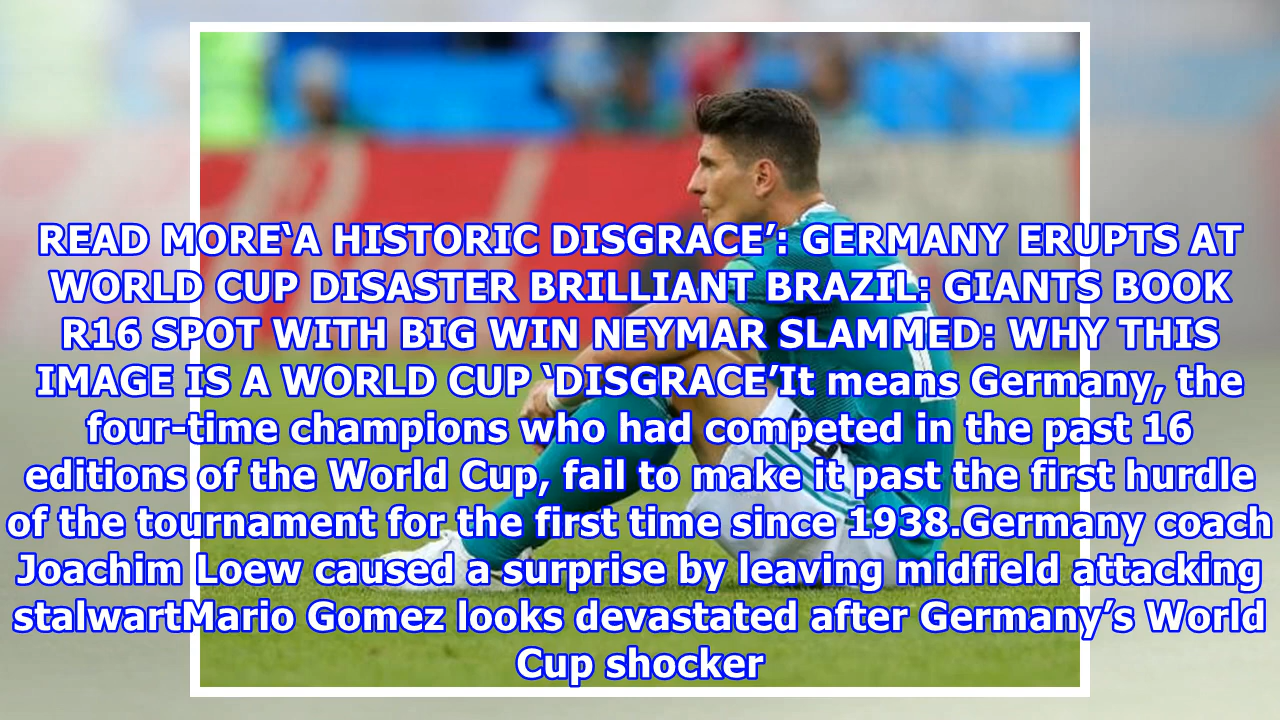 READ MORE‘A HISTORIC DISGRACE’: GERMANY ERUPTS AT
WORLD CUP DISASTER BRILLIANT BRAZIL: GIANTS BOOK
R16 SPOT WITH BIG WIN NEYMAR SLAMMED: WHY THIS
IMAGE IS A WORLD CUP ‘DISGRACE’It means Germany, the
four-time champions who had competed in the past 16
editions of the World Cup, fail to make it past the first hurdle
of the tournament for the first time since 1938.Germany coach
Joachim Loew caused a surprise by leaving midfield attacking
stalwartMario Gomez looks devastated after Germany’s World
Cup shocker